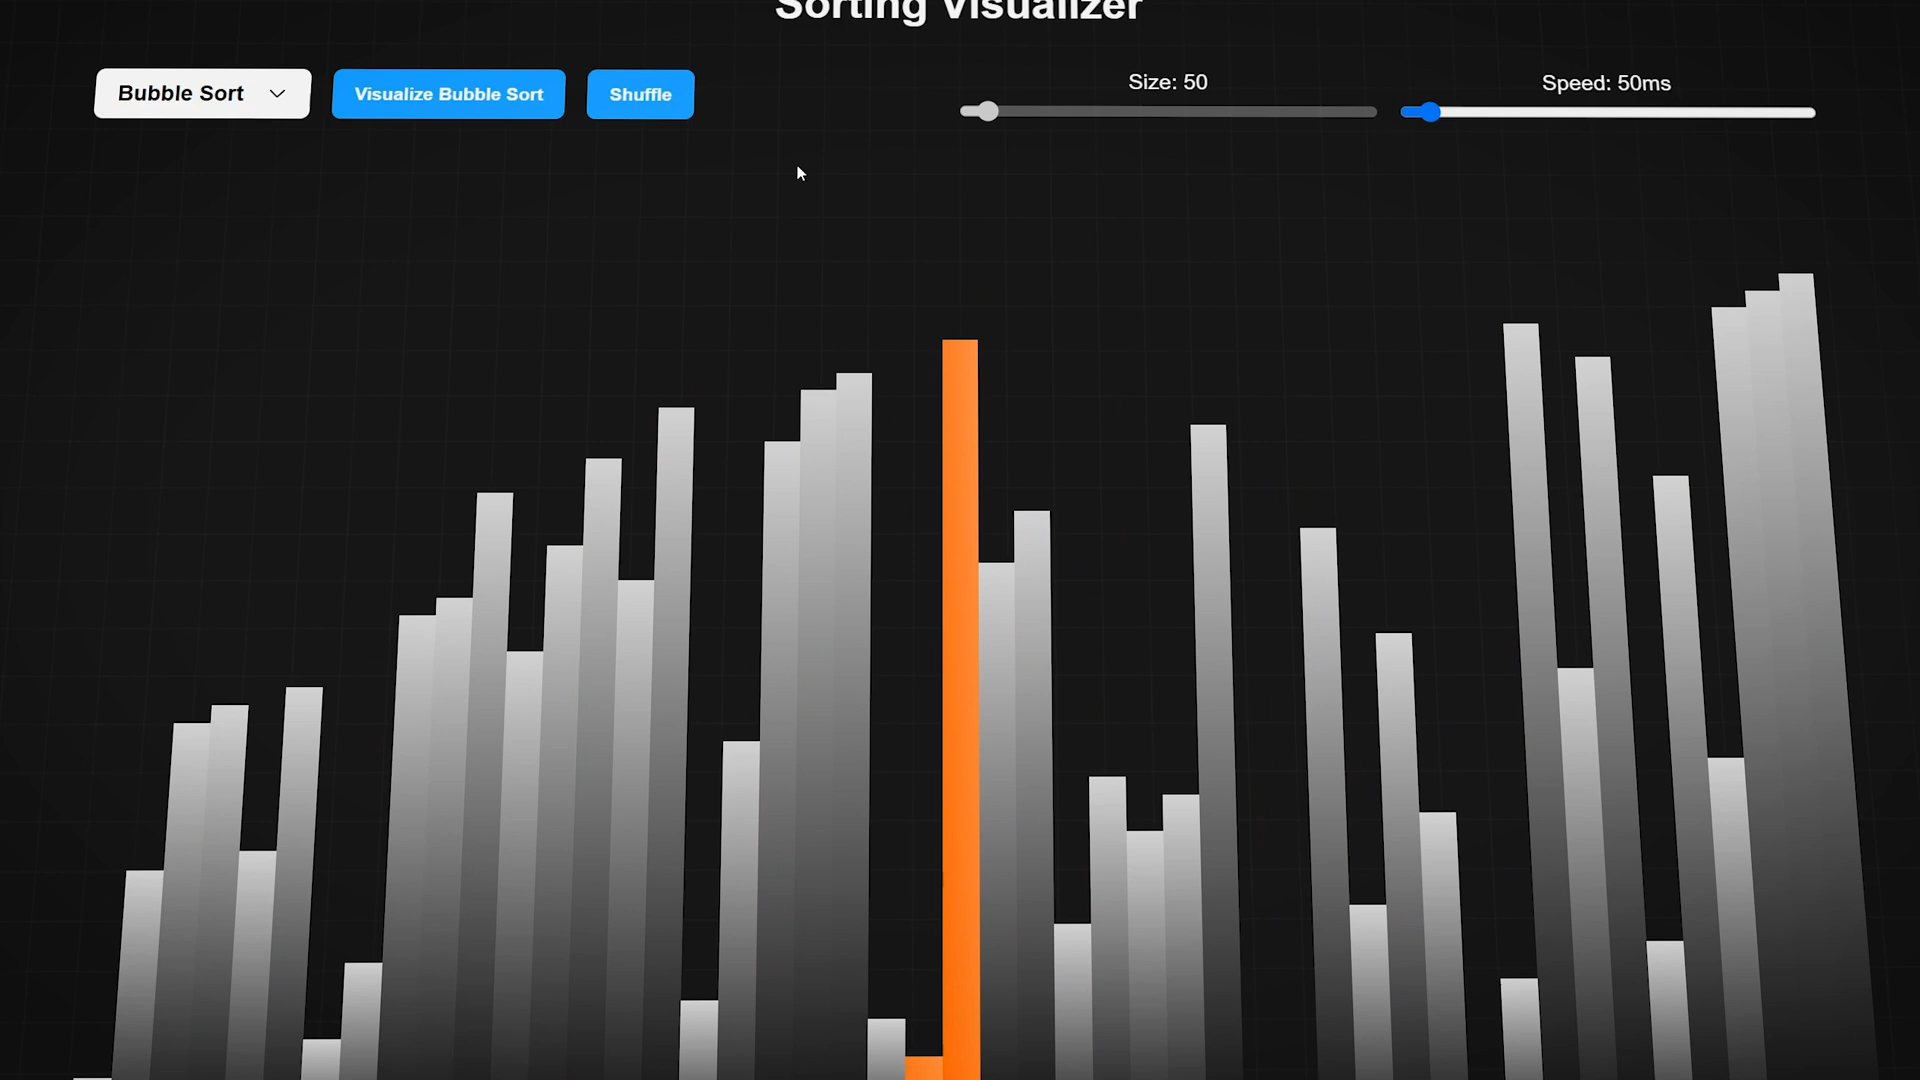 Sorting Visualizer
Bubble Sort
Visualize Bubble Sort
Shuffle
Size: 50
Speed: 50ms